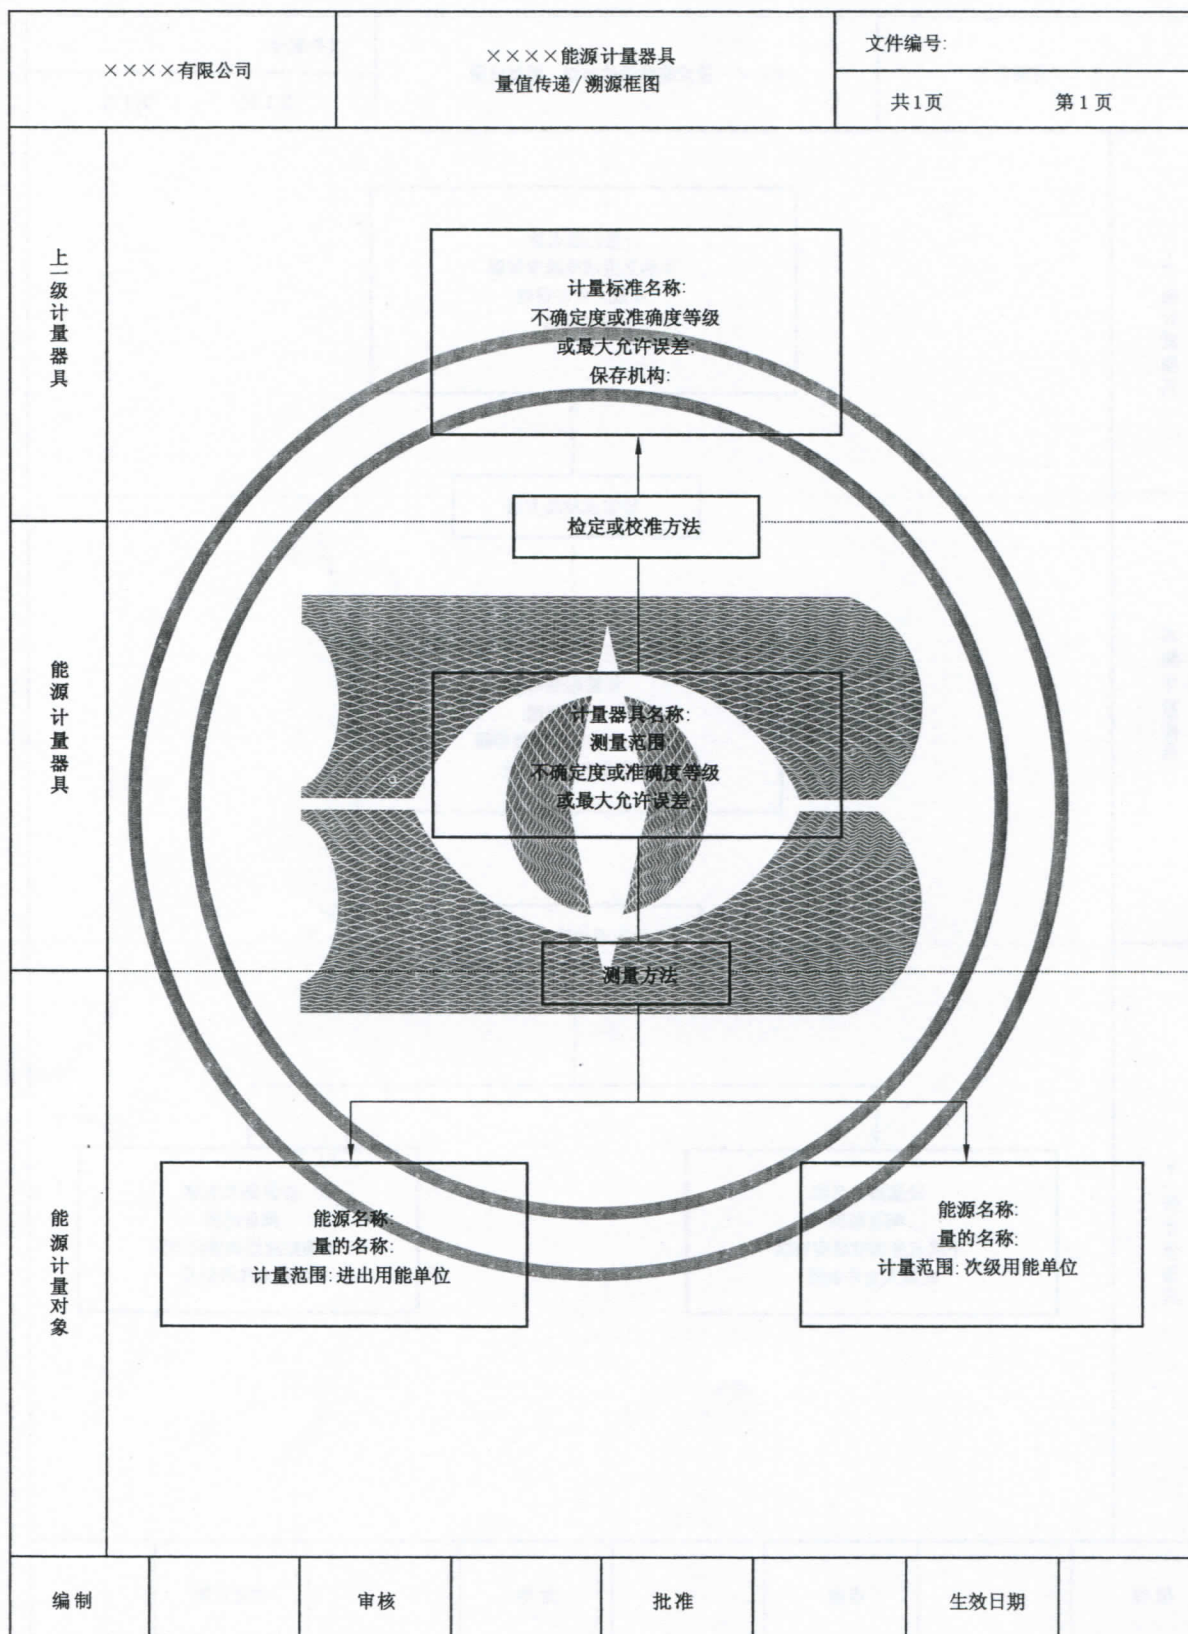 ××××有限公司
××××能源计量器具
量值传递/溯源框图
文件编号:
共1页 第1页
上一级计量器具
计量标准名称:
不确定度或准确度等级
或最大允许误差:
保存机构:
检定或校准方法
能源计量器具
计量器具名称:
测量范围
不确定度或准确度等级
或最大允许误差:
测量方法
能源计量对象
能源名称:
量的名称:
计量范围:进出用能单位
能源名称:
量的名称:
计量范围:次级用能单位
编制
审核
批准
生效日期